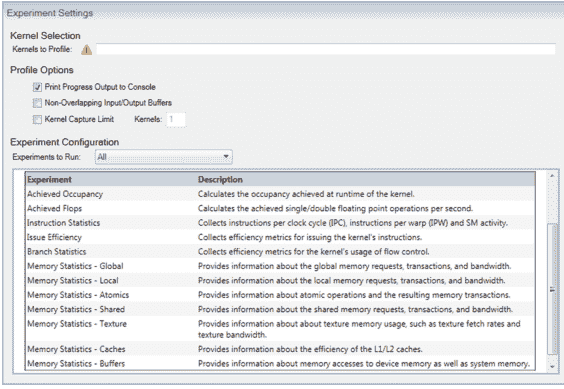 Experiment Settings
Kernel Selection
Kernels to Profile:
Profile Options
Print Progress Output to Console
Non-Overlapping Input/Output Buffers
Kernel Capture Limit Kernels: 1
Experiment Configuration
Experiments to Run: All
Experiment Description
Achieved Occupancy Calculates the occupancy achieved at runtime of the kernel.
Achieved Flops Calculates the achieved single/double floating point operations per second.
Instruction Statistics Collects instructions per clock cycle (IPC), instructions per warp (IPW) and SM activity.
Issue Efficiency Collects efficiency metrics for issuing the kernel's instructions.
Branch Statistics Collects efficiency metrics for the kernel's usage of flow control.
Memory Statistics - Global Provides information about the global memory requests, transactions, and bandwidth.
Memory Statistics - Local Provides information about the local memory requests, transactions, and bandwidth.
Memory Statistics - Atomics Provides information about atomic operations and the resulting memory transactions.
Memory Statistics - Shared Provides information about the shared memory requests, transactions, and bandwidth.
Memory Statistics - Texture Provides information about about texture memory usage, such as texture fetch rates and
texture bandwidth.
Memory Statistics - Caches Provides information about the efficiency of the L1/L2 caches.
Memory Statistics - Buffers Provides information about memory accesses to device memory as well as system memory.